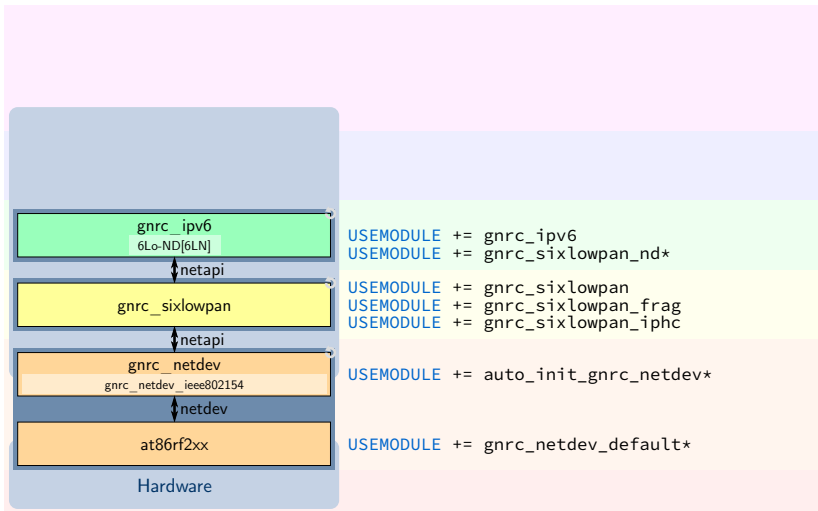 gnrc_ipv6
6Lo-ND[6LN]
USEMODULE += gnrc_ipv6
USEMODULE += gnrc_sixlowpan_nd*
netapi
gnrc_sixlowpan
USEMODULE += gnrc_sixlowpan
USEMODULE += gnrc_sixlowpan_frag
USEMODULE += gnrc_sixlowpan_iphc
netapi
gnrc_netdev
gnrc_netdev_ieee802154
USEMODULE += auto_init_gnrc_netdev*
netdev
at86rf2xx
USEMODULE += gnrc_netdev_default*
Hardware